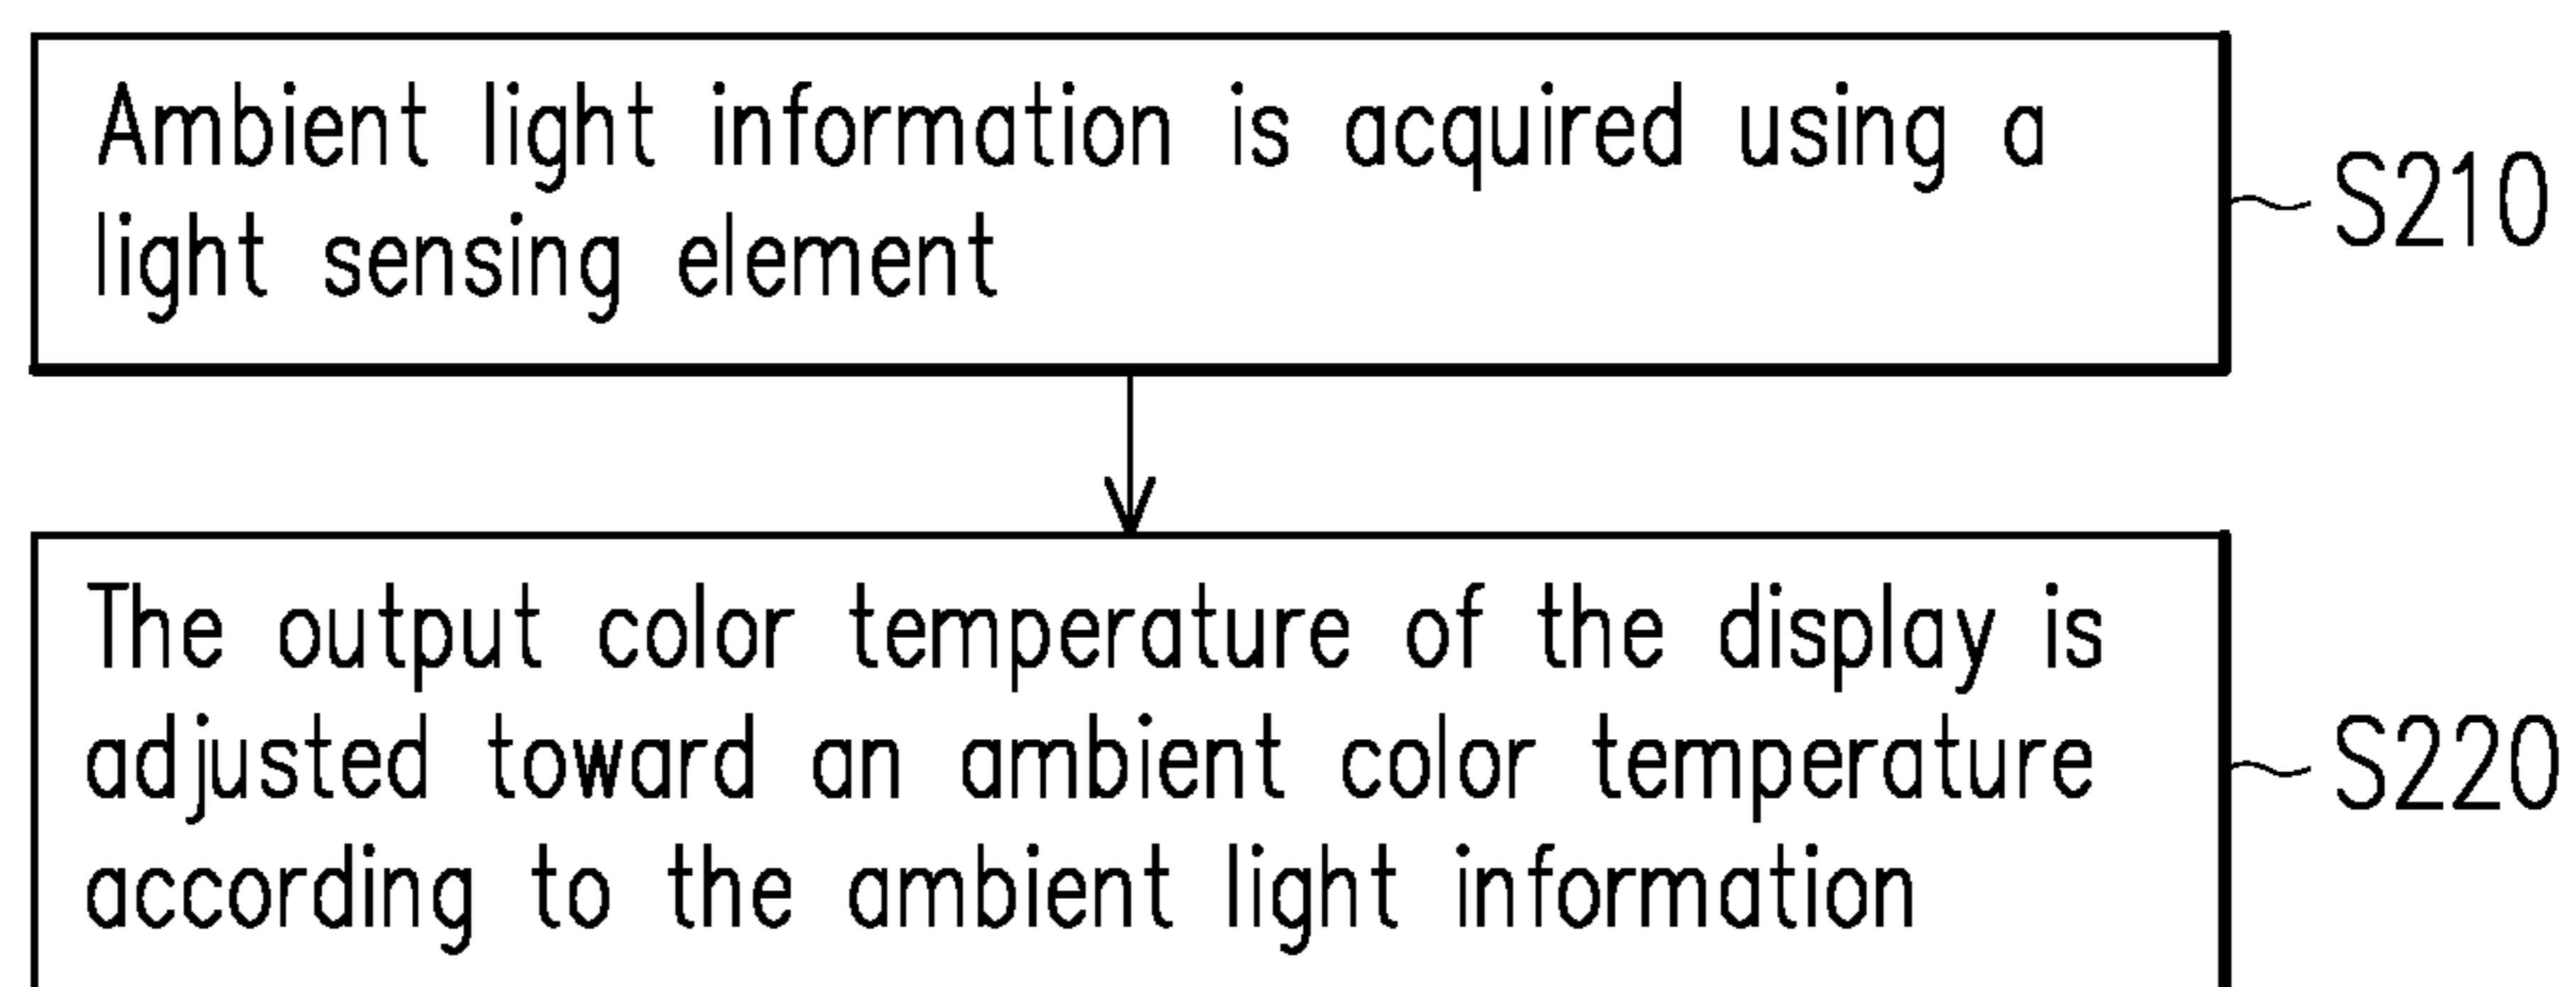 Ambient light information is acquired using a
light sensing element
S210
The output color temperature of the display is
adjusted toward an ambient color temperature
according to the ambient light information
S220